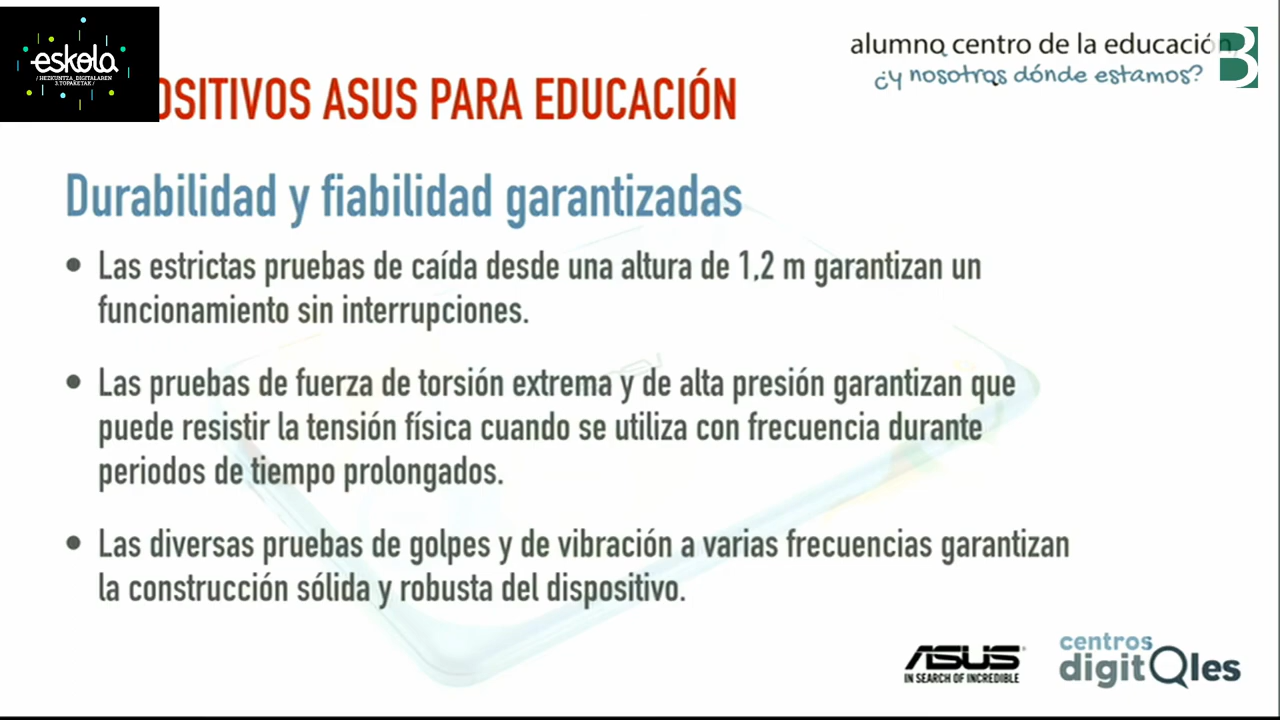 eskola
/ HEZKUNTZA_DIGITALAREN
3.TOPAKETAK /
alumno, centro de la educación,
¿y nosotros dónde estamos?
B
OSITIVOS ASUS PARA EDUCACIÓN
Durabilidad y fiabilidad garantizadas
• Las estrictas pruebas de caída desde una altura de 1,2 m garantizan un
funcionamiento sin interrupciones.
• Las pruebas de fuerza de torsión extrema y de alta presión garantizan que
puede resistir la tensión física cuando se utiliza con frecuencia durante
periodos de tiempo prolongados.
• Las diversas pruebas de golpes y de vibración a varias frecuencias garantizan
la construcción sólida y robusta del dispositivo.
ASUS
IN SEARCH OF INCREDIBLE
centros
digitales